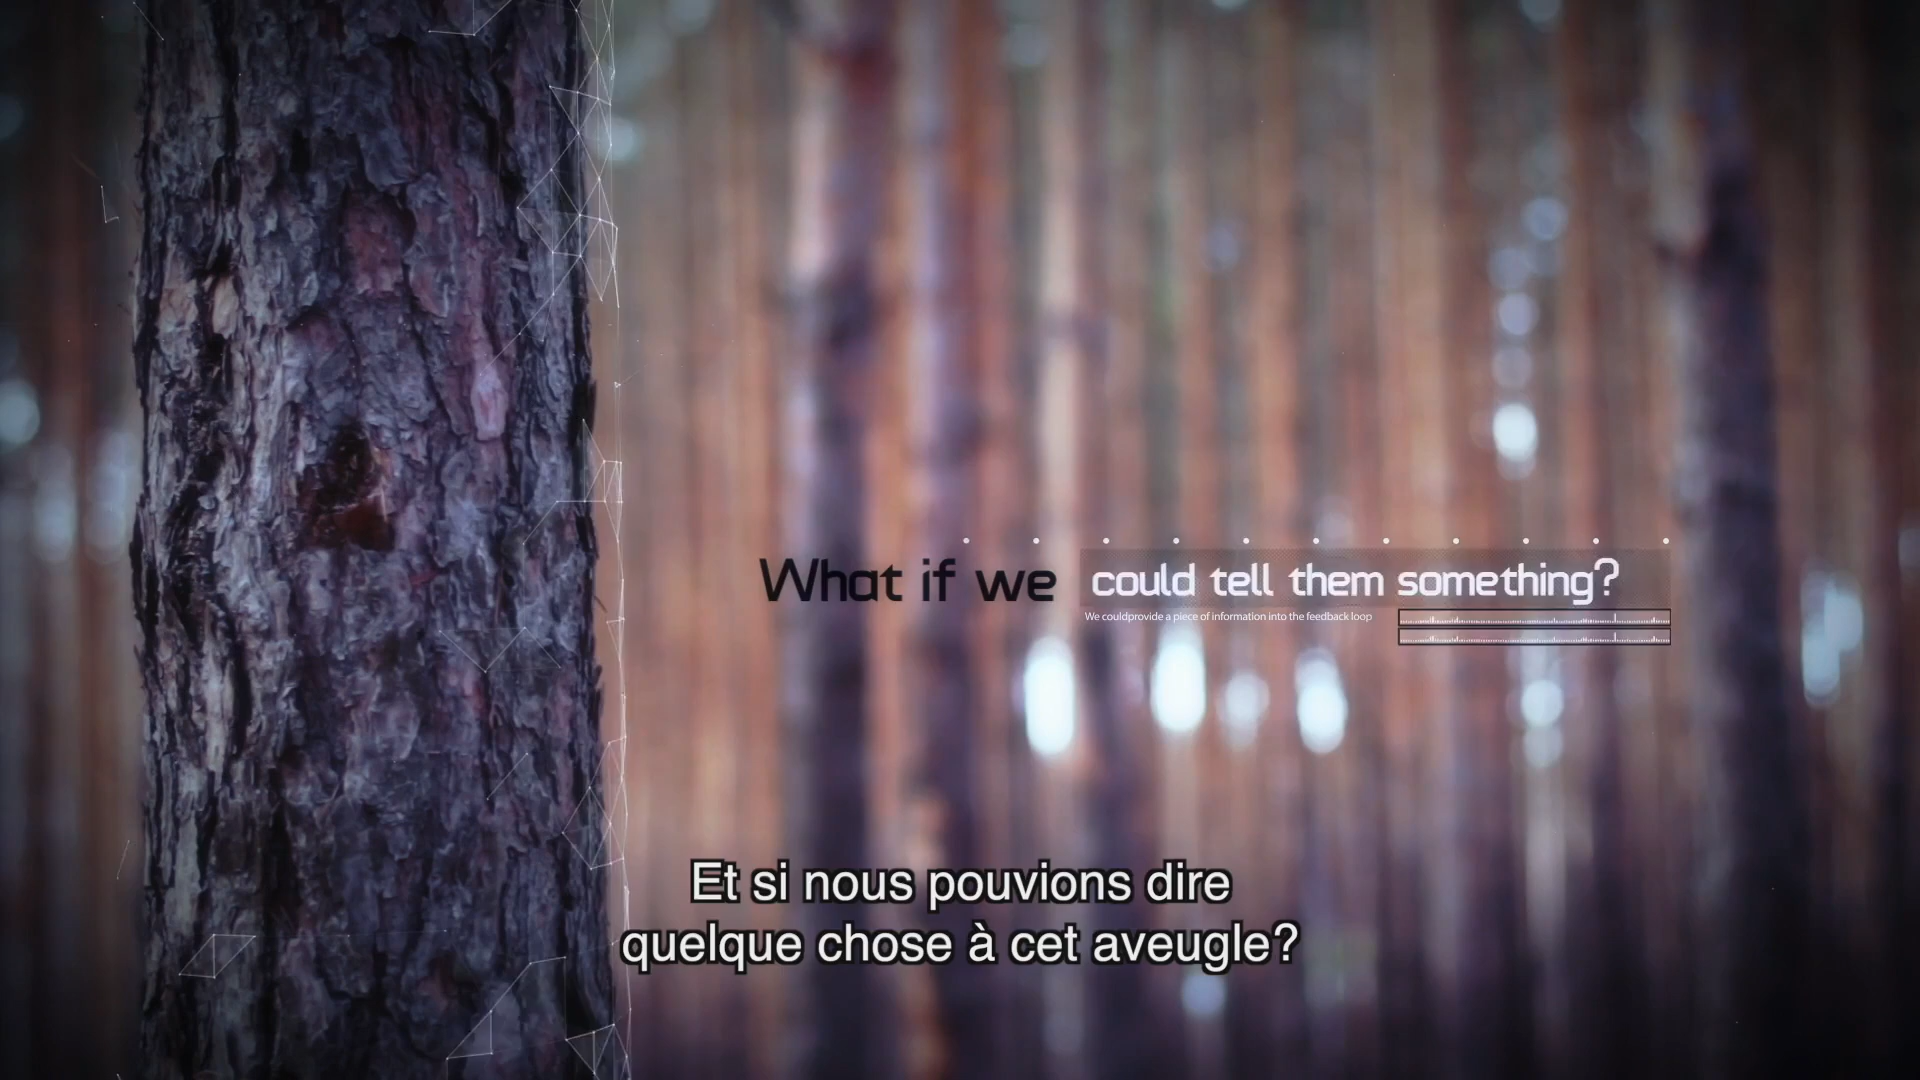 What if we could tell them something?
We couldprovide a piece of information into the feedback loop
Et si nous pouvions dire
quelque chose à cet aveugle?